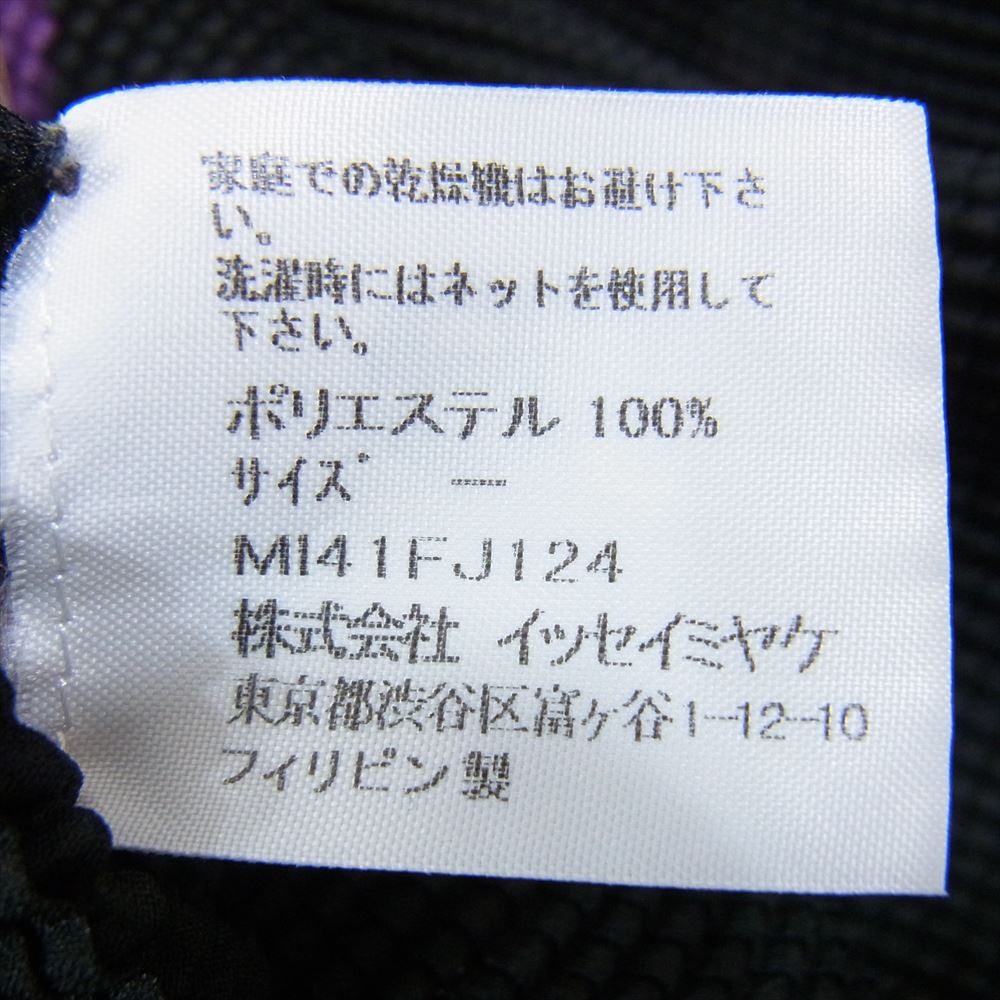 家庭での乾燥機はお避け下さ
い。
洗濯時にはネットを使用して
下さい。
ポリエステル 100%
サイズ ―
MI41FJ124
株式会社 イッセイミヤケ
東京都渋谷区富ヶ谷1-12-10
フィリピン製